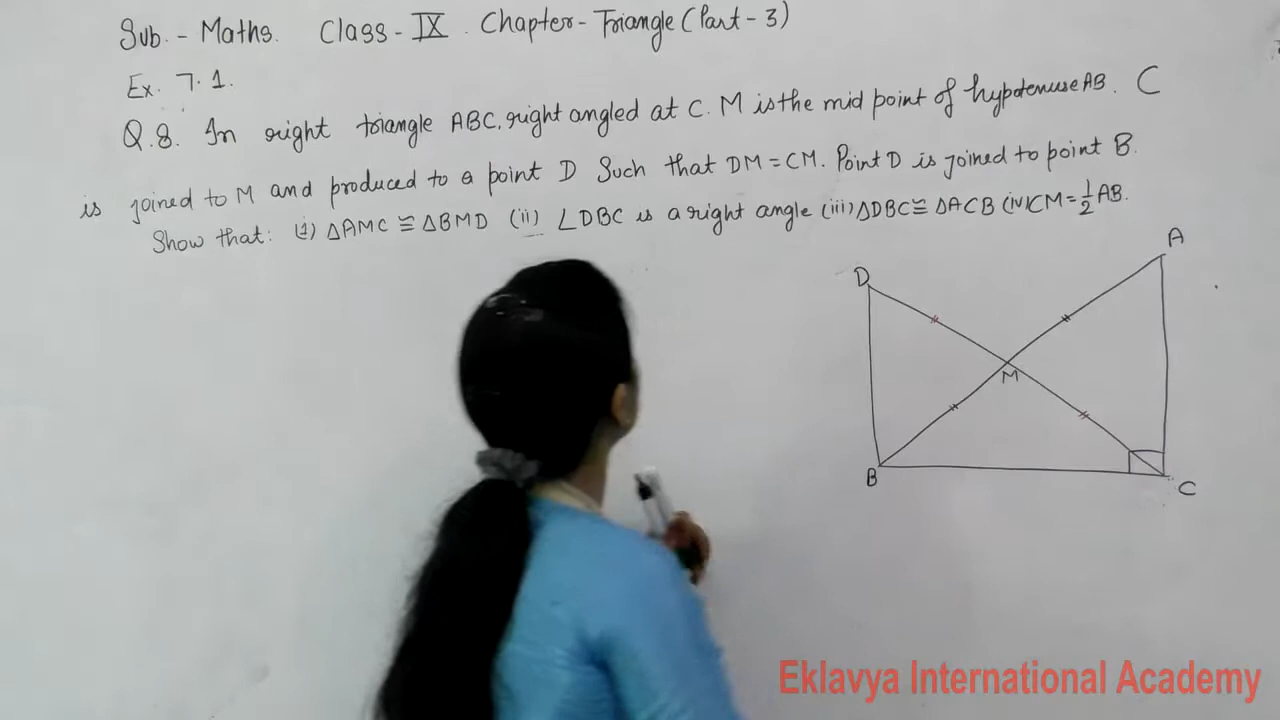 Sub. - Maths. Class - IX. Chapter - Triangle (Part - 3)
Ex. 7.1.
Q.8. In right triangle ABC, right angled at C. M is the mid point of hypotenuse AB. C
is joined to M and produced to a point D Such that DM = CM. Point D is joined to point B.
Show that: (i) ΔAMC ≅ ΔBMD (ii) ∠DBC is a right angle (iii) ΔDBC ≅ ΔACB (iv) CM = 1/2 AB.
A
D
M
B
C
Eklavya International Academy